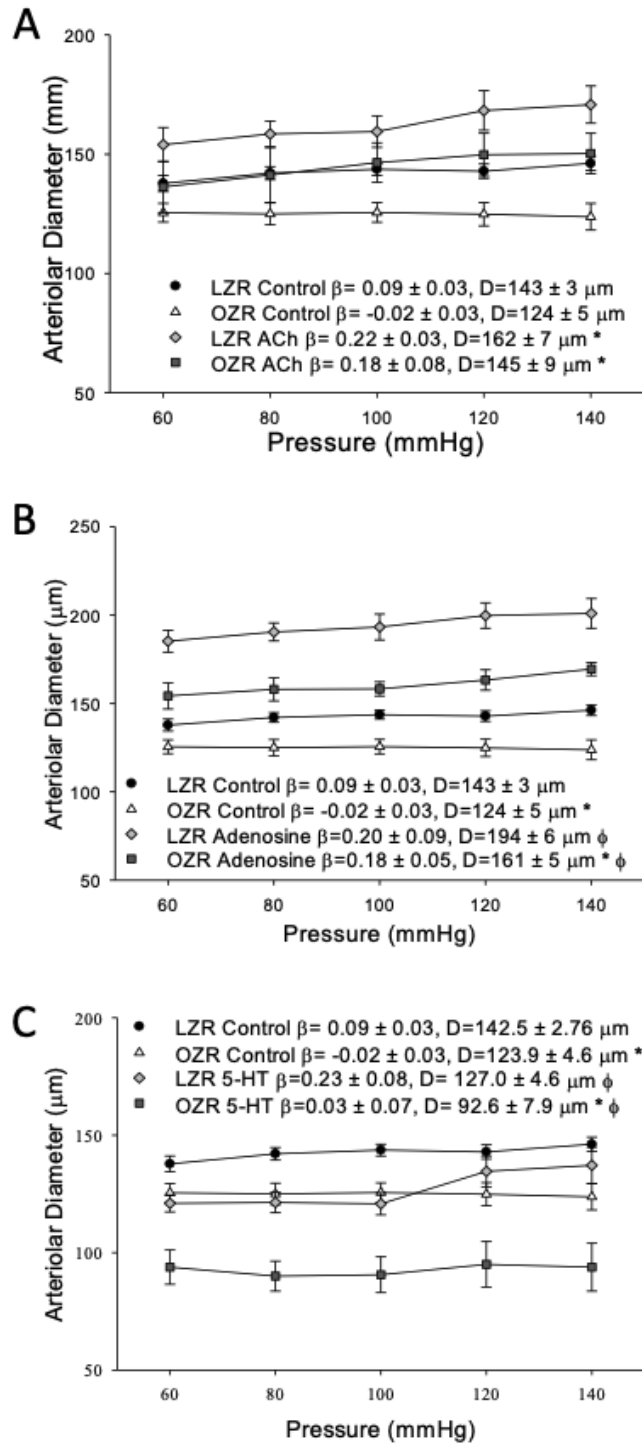 A
200
150
100
50
Arteriolar Diameter (mm)
LZR Control β= 0.09 ± 0.03, D=143 ± 3 μm
OZR Control β= -0.02 ± 0.03, D=124 ± 5 μm
LZR ACh β= 0.22 ± 0.03, D=162 ± 7 μm *
OZR ACh β= 0.18 ± 0.08, D=145 ± 9 μm *
60 80 100 120 140
Pressure (mmHg)
B
250
200
150
100
50
Arteriolar Diameter (μm)
LZR Control β= 0.09 ± 0.03, D=143 ± 3 μm
OZR Control β= -0.02 ± 0.03, D=124 ± 5 μm *
LZR Adenosine β=0.20 ± 0.09, D=194 ± 6 μm ϕ
OZR Adenosine β=0.18 ± 0.05, D=161 ± 5 μm * ϕ
60 80 100 120 140
Pressure (mmHg)
C
200
150
100
50
Arteriolar Diameter (μm)
LZR Control β= 0.09 ± 0.03, D=142.5 ± 2.76 μm
OZR Control β= -0.02 ± 0.03, D=123.9 ± 4.6 μm *
LZR 5-HT β=0.23 ± 0.08, D= 127.0 ± 4.6 μm ϕ
OZR 5-HT β=0.03 ± 0.07, D= 92.6 ± 7.9 μm * ϕ
60 80 100 120 140
Pressure (mmHg)